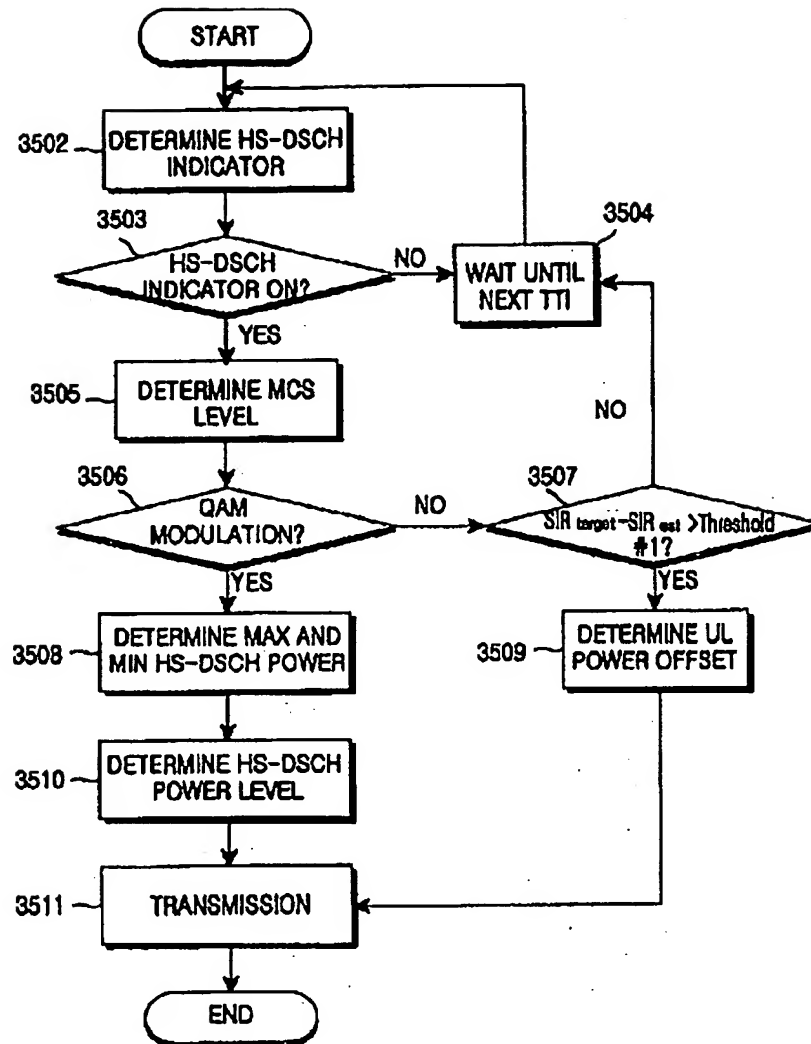 START
3502
DETERMINE HS-DSCH
INDICATOR
3503
HS-DSCH
INDICATOR ON?
NO
3504
WAIT UNTIL
NEXT TTI
YES
3505
DETERMINE MCS
LEVEL
NO
3506
QAM
MODULATION?
NO
3507
SIR target-SIR est >Threshold
#1?
YES
YES
3508
DETERMINE MAX AND
MIN HS-DSCH POWER
3509
DETERMINE UL
POWER OFFSET
3510
DETERMINE HS-DSCH
POWER LEVEL
3511
TRANSMISSION
END